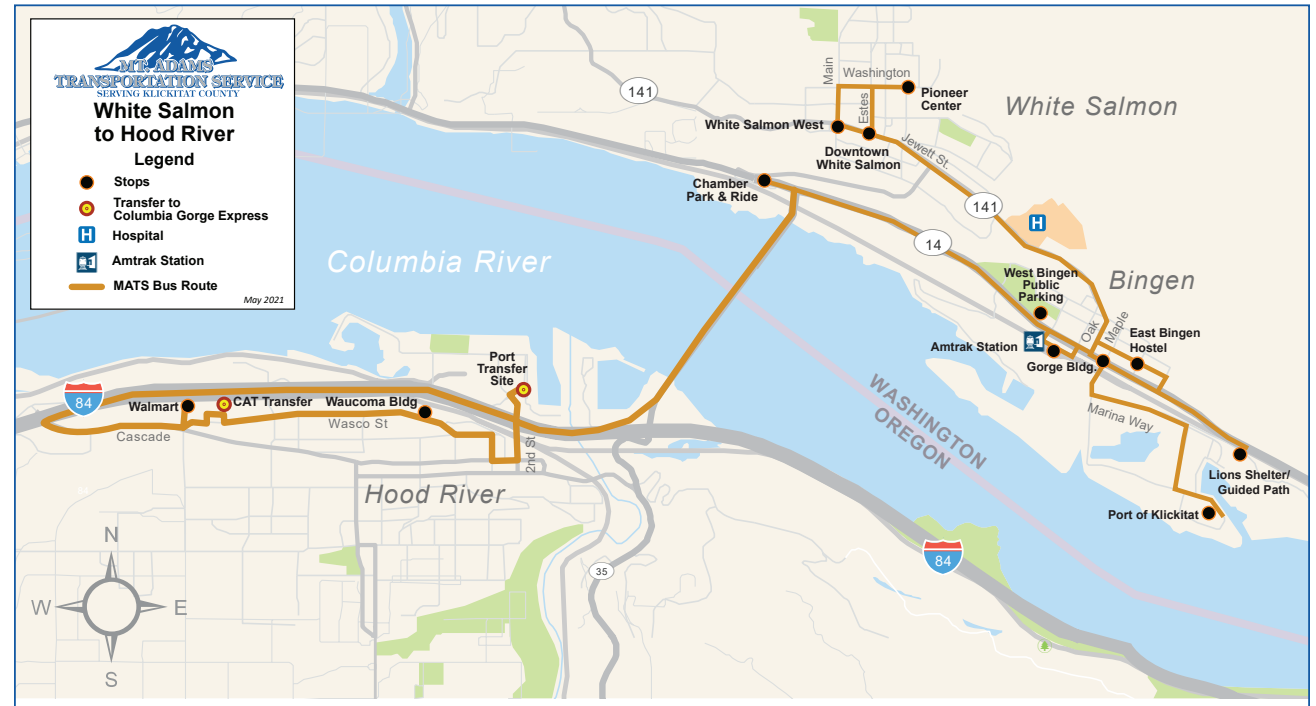 MT. ADAMS
TRANSPORTATION SERVICE
SERVING KLICKITAT COUNTY
White Salmon
to Hood River
Legend
Stops
Transfer to
Columbia Gorge Express
H
Hospital
Amtrak Station
MATS Bus Route
May 2021
141
Main
Washington
Estes
Pioneer
Center
White Salmon
White Salmon West
Downtown
White Salmon
Jewett St.
Chamber
Park & Ride
141
H
14
Columbia River
West Bingen
Public
Parking
Bingen
Oak
Maple
East Bingen
Hostel
Amtrak Station
Gorge Bldg.
Marina Way
Lions Shelter/
Guided Path
Port of Klickitat
WASHINGTON
OREGON
Port
Transfer
Site
84
Walmart
CAT Transfer
Waucoma Bldg
Cascade
Wasco St
2nd St
Hood River
35
84
N
W
E
S